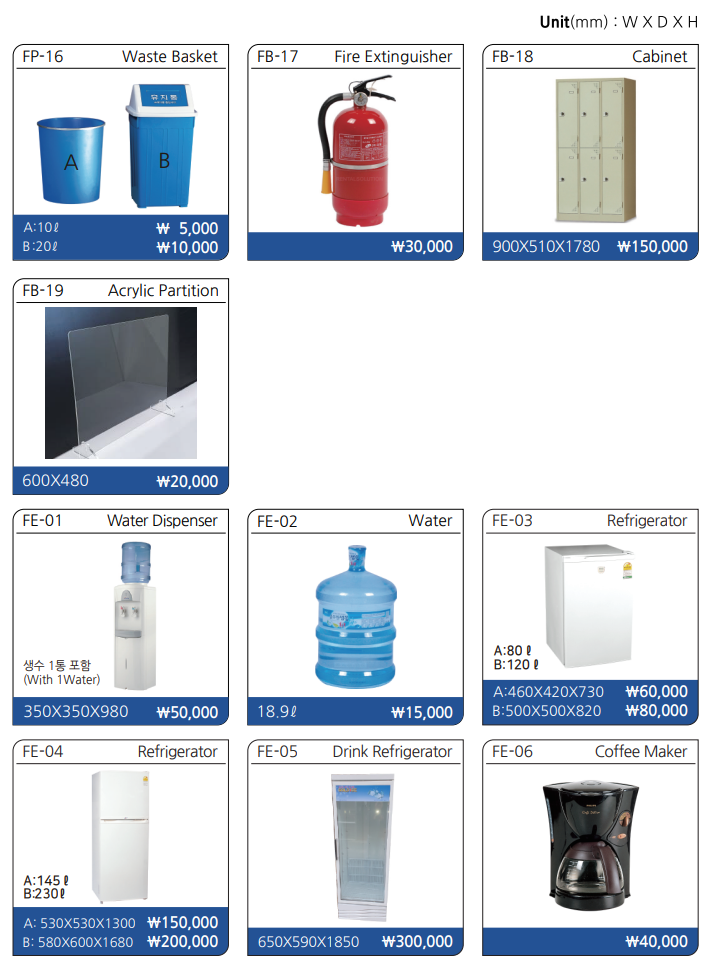 Unit(mm) : W X D X H
FP-16 Waste Basket
유지통
A
B
A:10ℓ ₩ 5,000
B:20ℓ ₩10,000
FB-17 Fire Extinguisher
₩30,000
FB-18 Cabinet
900X510X1780 ₩150,000
FB-19 Acrylic Partition
600X480 ₩20,000
FE-01 Water Dispenser
생수 1통 포함
(With 1Water)
350X350X980 ₩50,000
FE-02 Water
18.9ℓ ₩15,000
FE-03 Refrigerator
A:80 ℓ
B:120 ℓ
A:460X420X730 ₩60,000
B:500X500X820 ₩80,000
FE-04 Refrigerator
A:145 ℓ
B:230ℓ
A: 530X530X1300 ₩150,000
B: 580X600X1680 ₩200,000
FE-05 Drink Refrigerator
650X590X1850 ₩300,000
FE-06 Coffee Maker
₩40,000